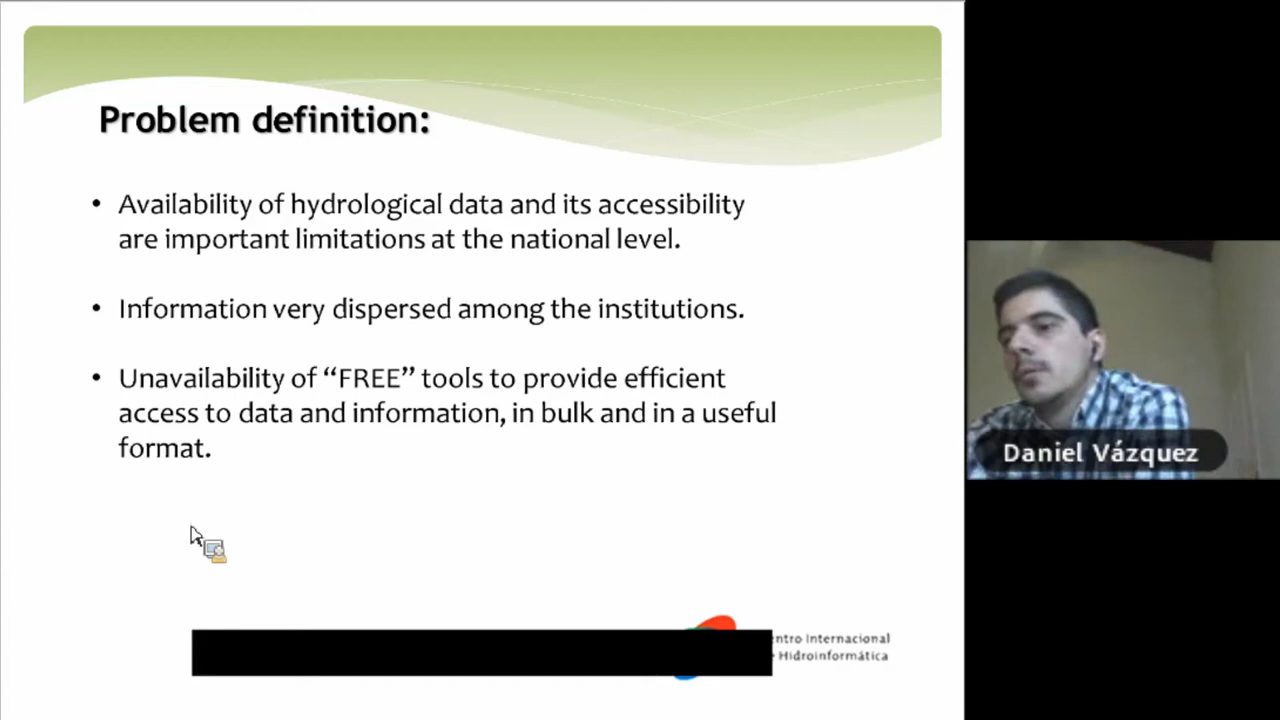 Problem definition:
• Availability of hydrological data and its accessibility
are important limitations at the national level.
• Information very dispersed among the institutions.
• Unavailability of “FREE” tools to provide efficient
access to data and information, in bulk and in a useful
format.
Daniel Vázquez
ntro Internacional
Hidroinformática